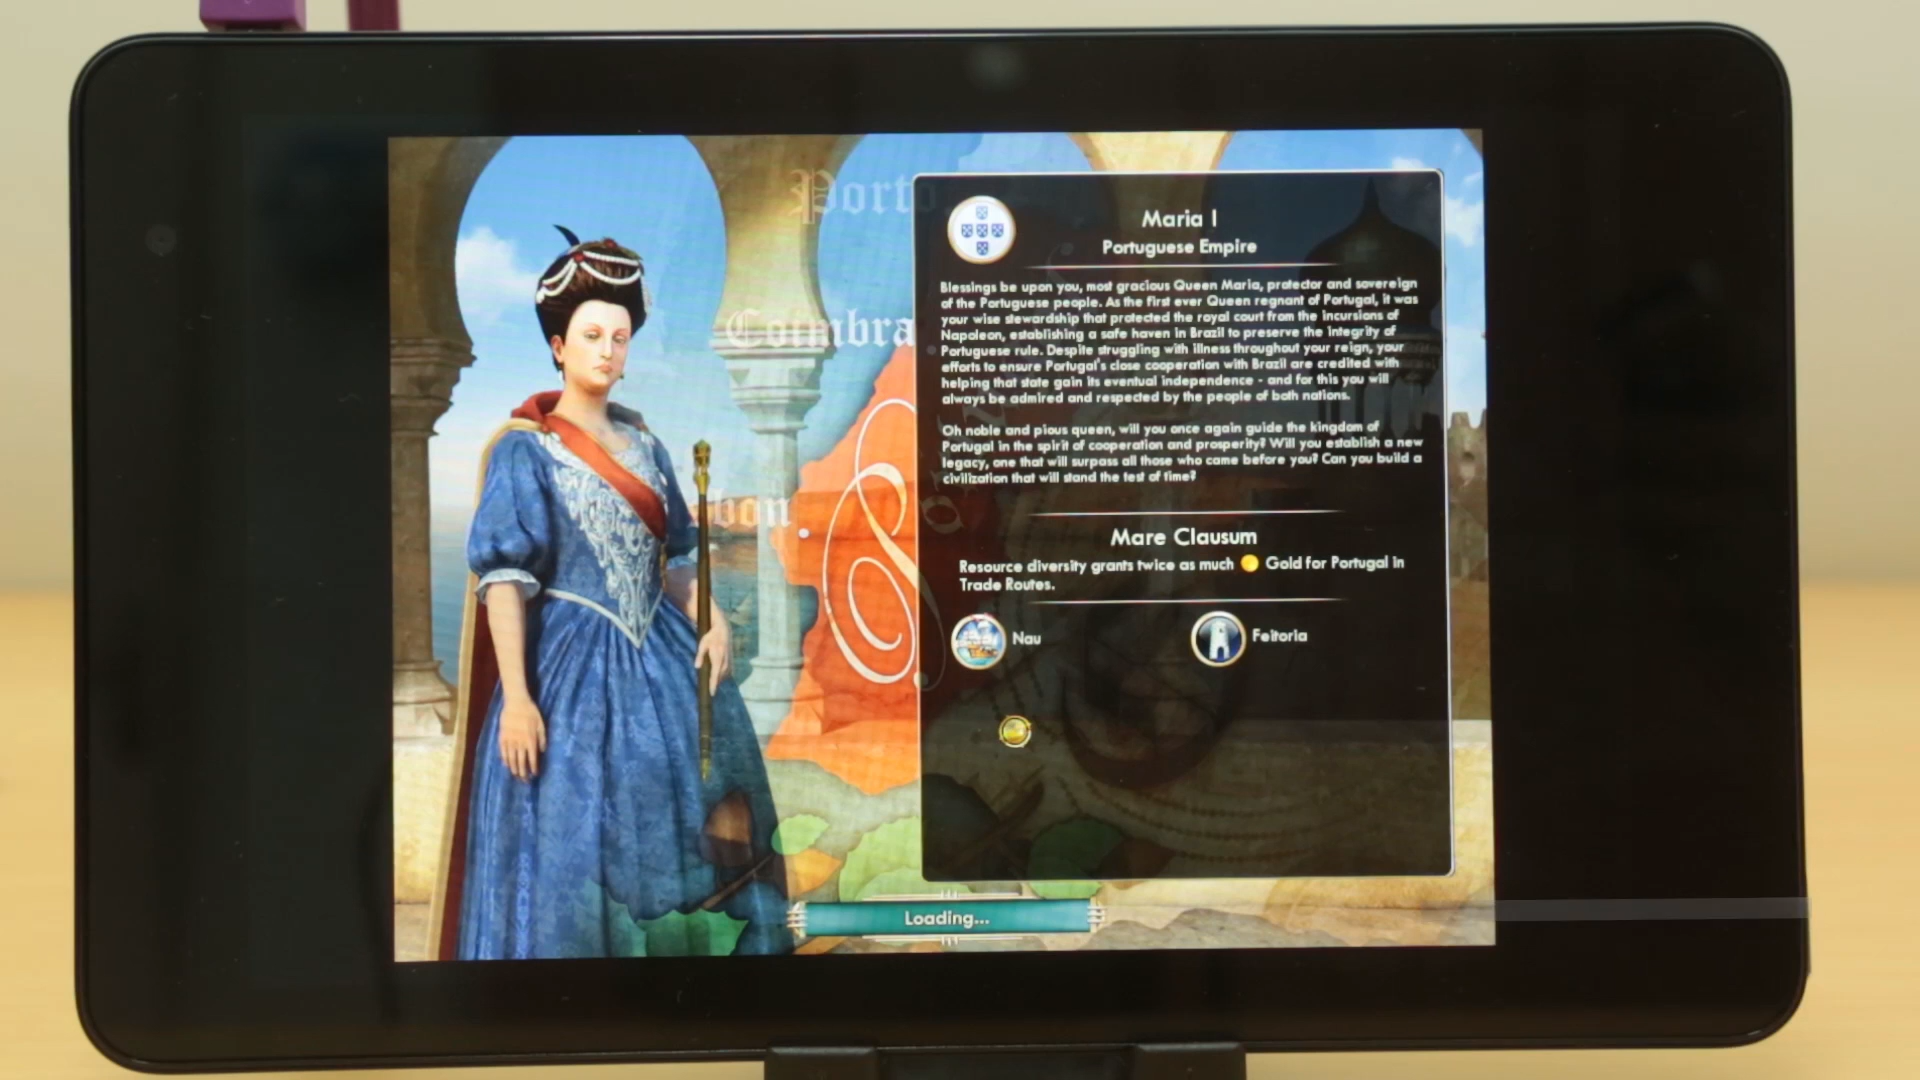 Porto
Coimbra
bon
Maria I
Portuguese Empire
Blessings be upon you, most gracious Queen Maria, protector and sovereign
of the Portuguese people. As the first ever Queen regnant of Portugal, it was
your wise stewardship that protected the royal court from the incursions of
Napoleon, establishing a safe haven in Brazil to preserve the integrity of
Portuguese rule. Despite struggling with illness throughout your reign, your
efforts to ensure Portugal's close cooperation with Brazil are credited with
helping that state gain its eventual independence - and for this you will
always be admired and respected by the people of both nations.
Oh noble and pious queen, will you once again guide the kingdom of
Portugal in the spirit of cooperation and prosperity? Will you establish a new
legacy, one that will surpass all those who came before you? Can you build a
civilization that will stand the test of time?
Mare Clausum
Resource diversity grants twice as much Gold for Portugal in
Trade Routes.
Nau
Feitoria
Loading...